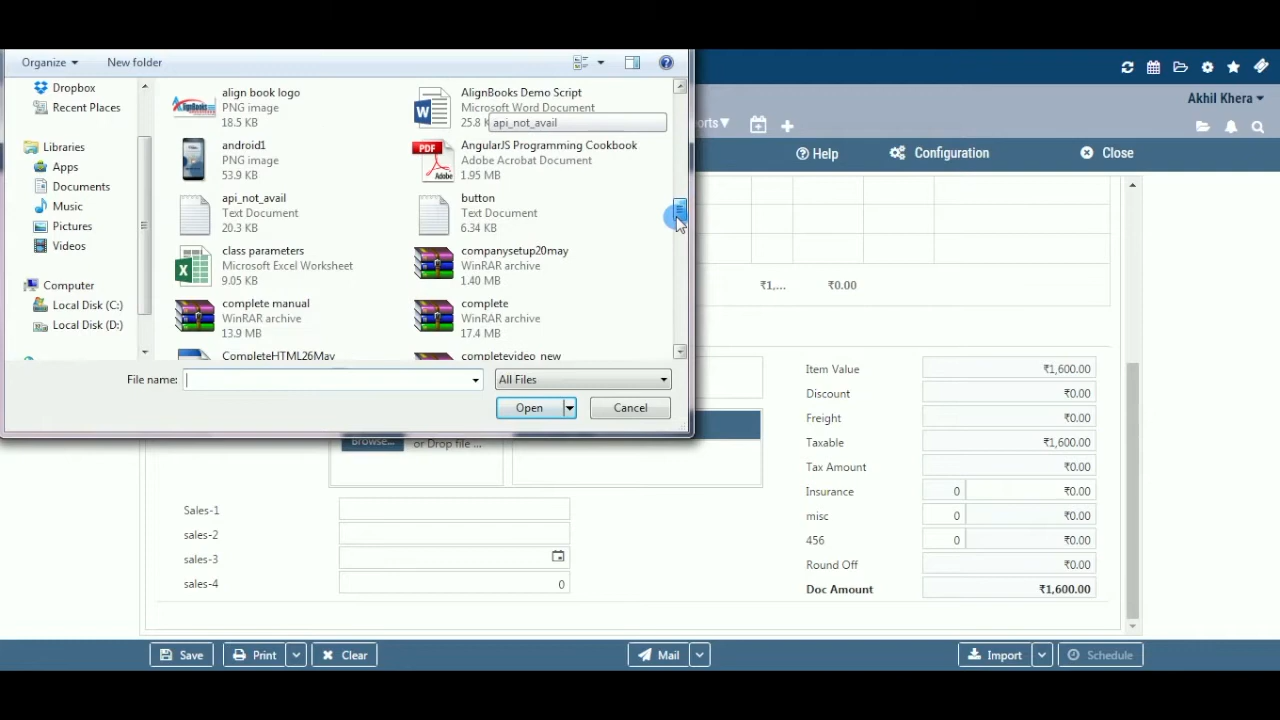 Organize New folder
Dropbox
Recent Places
Libraries
Apps
Documents
Music
Pictures
Videos
Computer
Local Disk (C:)
Local Disk (D:)
align book logo
PNG image
18.5 KB
AlignBooks Demo Script
Microsoft Word Document
25.8
api_not_avail
android1
PNG image
53.9 KB
AngularJS Programming Cookbook
Adobe Acrobat Document
1.95 MB
PDF
Adobe
api_not_avail
Text Document
20.3 KB
button
Text Document
6.34 KB
class parameters
Microsoft Excel Worksheet
9.05 KB
companysetup20may
WinRAR archive
1.40 MB
complete manual
WinRAR archive
13.9 MB
complete
WinRAR archive
17.4 MB
CompleteHTML26May
completevideo_new
File name:
All Files
Open Cancel
Akhil Khera
Help Configuration Close
₹1,... ₹0.00
Browse... or Drop file ...
Sales-1
sales-2
sales-3
sales-4 0
Item Value ₹1,600.00
Discount ₹0.00
Freight ₹0.00
Taxable ₹1,600.00
Tax Amount ₹0.00
Insurance 0 ₹0.00
misc 0 ₹0.00
456 0 ₹0.00
Round Off ₹0.00
Doc Amount ₹1,600.00
Save Print Clear Mail Import Schedule